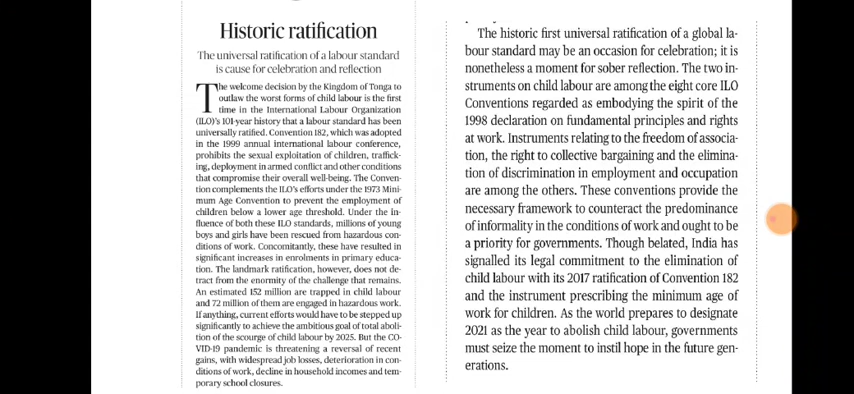 Historic ratification
The universal ratification of a labour standard
is cause for celebration and reflection
The welcome decision by the Kingdom of Tonga to
outlaw the worst forms of child labour is the first
time in the International Labour Organization
(ILO)'s 101-year history that a labour standard has been
universally ratified. Convention 182, which was adopted
in the 1999 annual international labour conference,
prohibits the sexual exploitation of children, traffick-
ing, deployment in armed conflict and other conditions
that compromise their overall well-being. The Conven-
tion complements the ILO's efforts under the 1973 Mini-
mum Age Convention to prevent the employment of
children below a lower age threshold. Under the in-
fluence of both these ILO standards, millions of young
boys and girls have been rescued from hazardous con-
ditions of work. Concomitantly, these have resulted in
significant increases in enrolments in primary educa-
tion. The landmark ratification, however, does not de-
tract from the enormity of the challenge that remains.
An estimated 152 million are trapped in child labour
and 72 million of them are engaged in hazardous work.
If anything, current efforts would have to be stepped up
significantly to achieve the ambitious goal of total aboli-
tion of the scourge of child labour by 2025. But the CO-
VID-19 pandemic is threatening a reversal of recent
gains, with widespread job losses, deterioration in con-
ditions of work, decline in household incomes and tem-
porary school closures.
The historic first universal ratification of a global la-
bour standard may be an occasion for celebration; it is
nonetheless a moment for sober reflection. The two in-
struments on child labour are among the eight core ILO
Conventions regarded as embodying the spirit of the
1998 declaration on fundamental principles and rights
at work. Instruments relating to the freedom of associa-
tion, the right to collective bargaining and the elimina-
tion of discrimination in employment and occupation
are among the others. These conventions provide the
necessary framework to counteract the predominance
of informality in the conditions of work and ought to be
a priority for governments. Though belated, India has
signalled its legal commitment to the elimination of
child labour with its 2017 ratification of Convention 182
and the instrument prescribing the minimum age of
work for children. As the world prepares to designate
2021 as the year to abolish child labour, governments
must seize the moment to instil hope in the future gen-
erations.